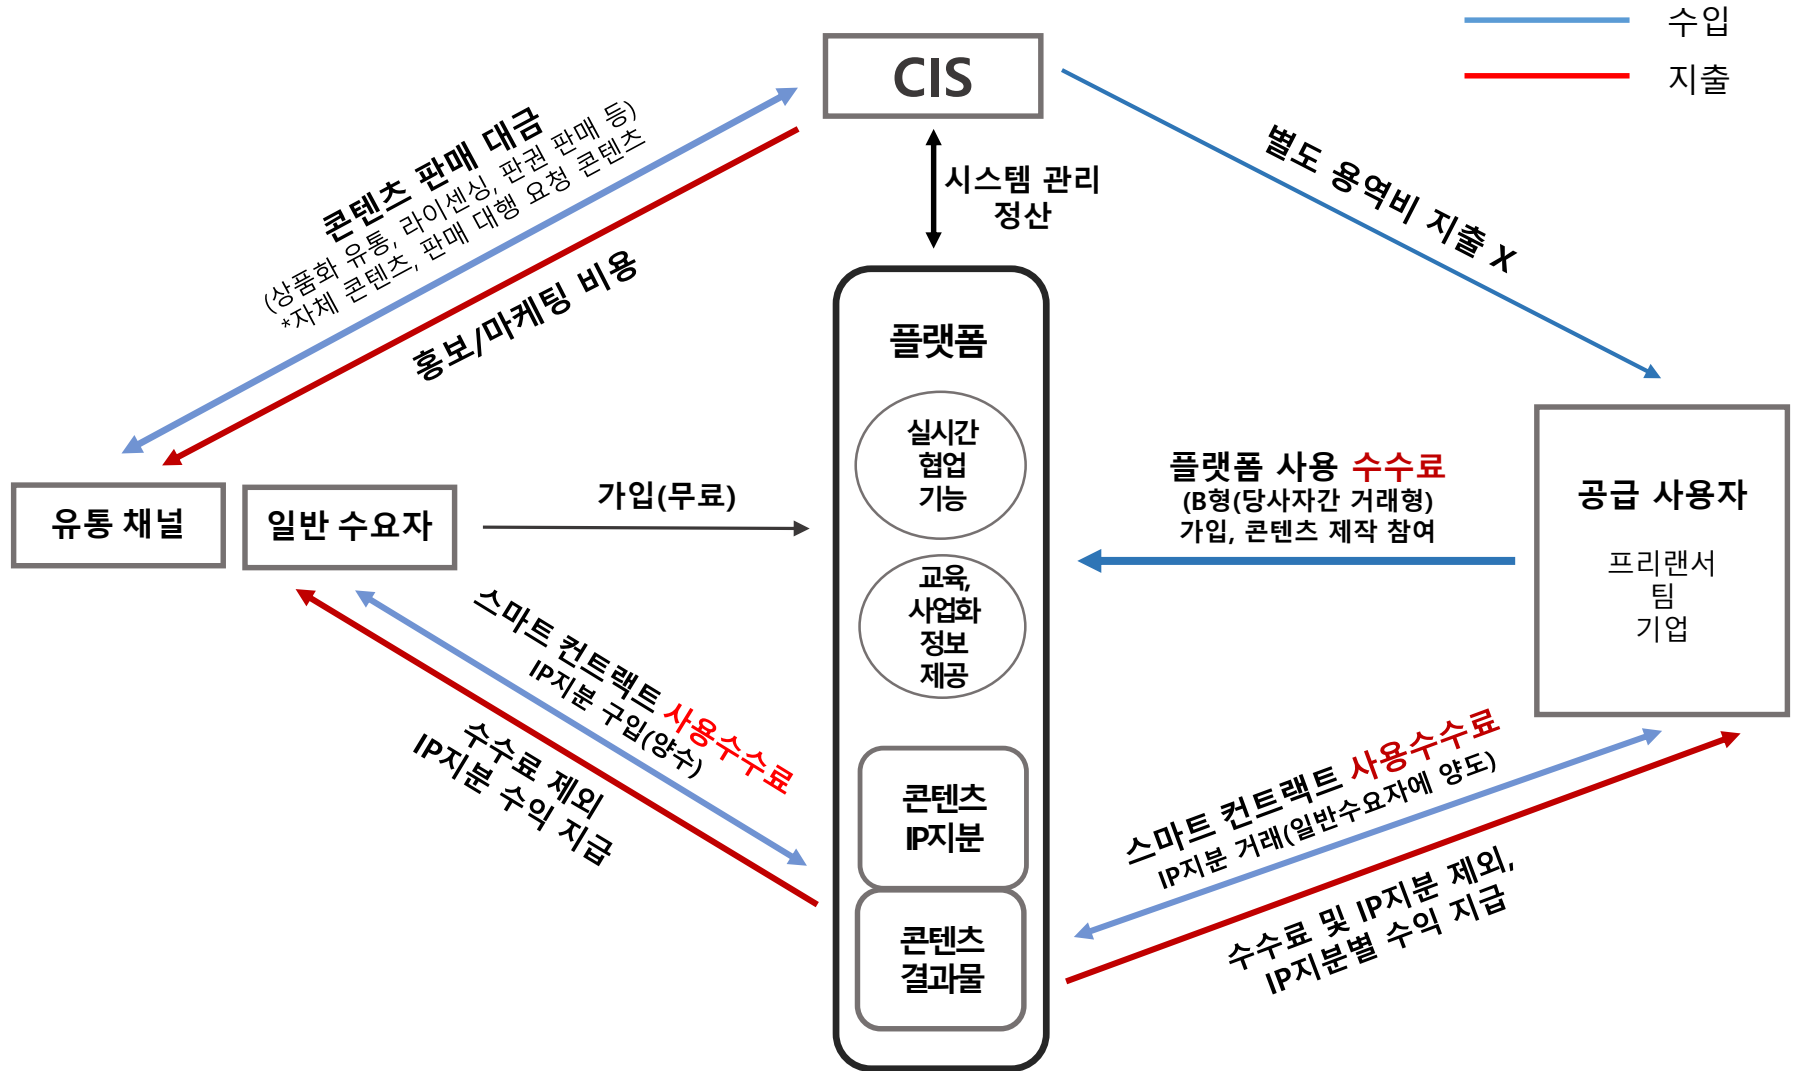 수입
지출
CIS
콘텐츠 판매 대금
(상품화 유통, 라이센싱, 판권 판매 등)
*자체 콘텐츠, 판매 대행 요청 콘텐츠
홍보/마케팅 비용
시스템 관리
정산
별도 용역비 지출 X
플랫폼
실시간
협업
기능
교육,
사업화
정보
제공
콘텐츠
IP지분
콘텐츠
결과물
유통 채널
일반 수요자
가입(무료)
플랫폼 사용 수수료
(B형(당사자간 거래형)
가입, 콘텐츠 제작 참여
공급 사용자
프리랜서
팀
기업
스마트 컨트랙트 사용수수료
IP지분 구입(양수)
수수료 제외
IP지분 수익 지급
스마트 컨트랙트 사용수수료
IP지분 거래(일반수요자에 양도)
수수료 및 IP지분 제외,
IP지분별 수익 지급